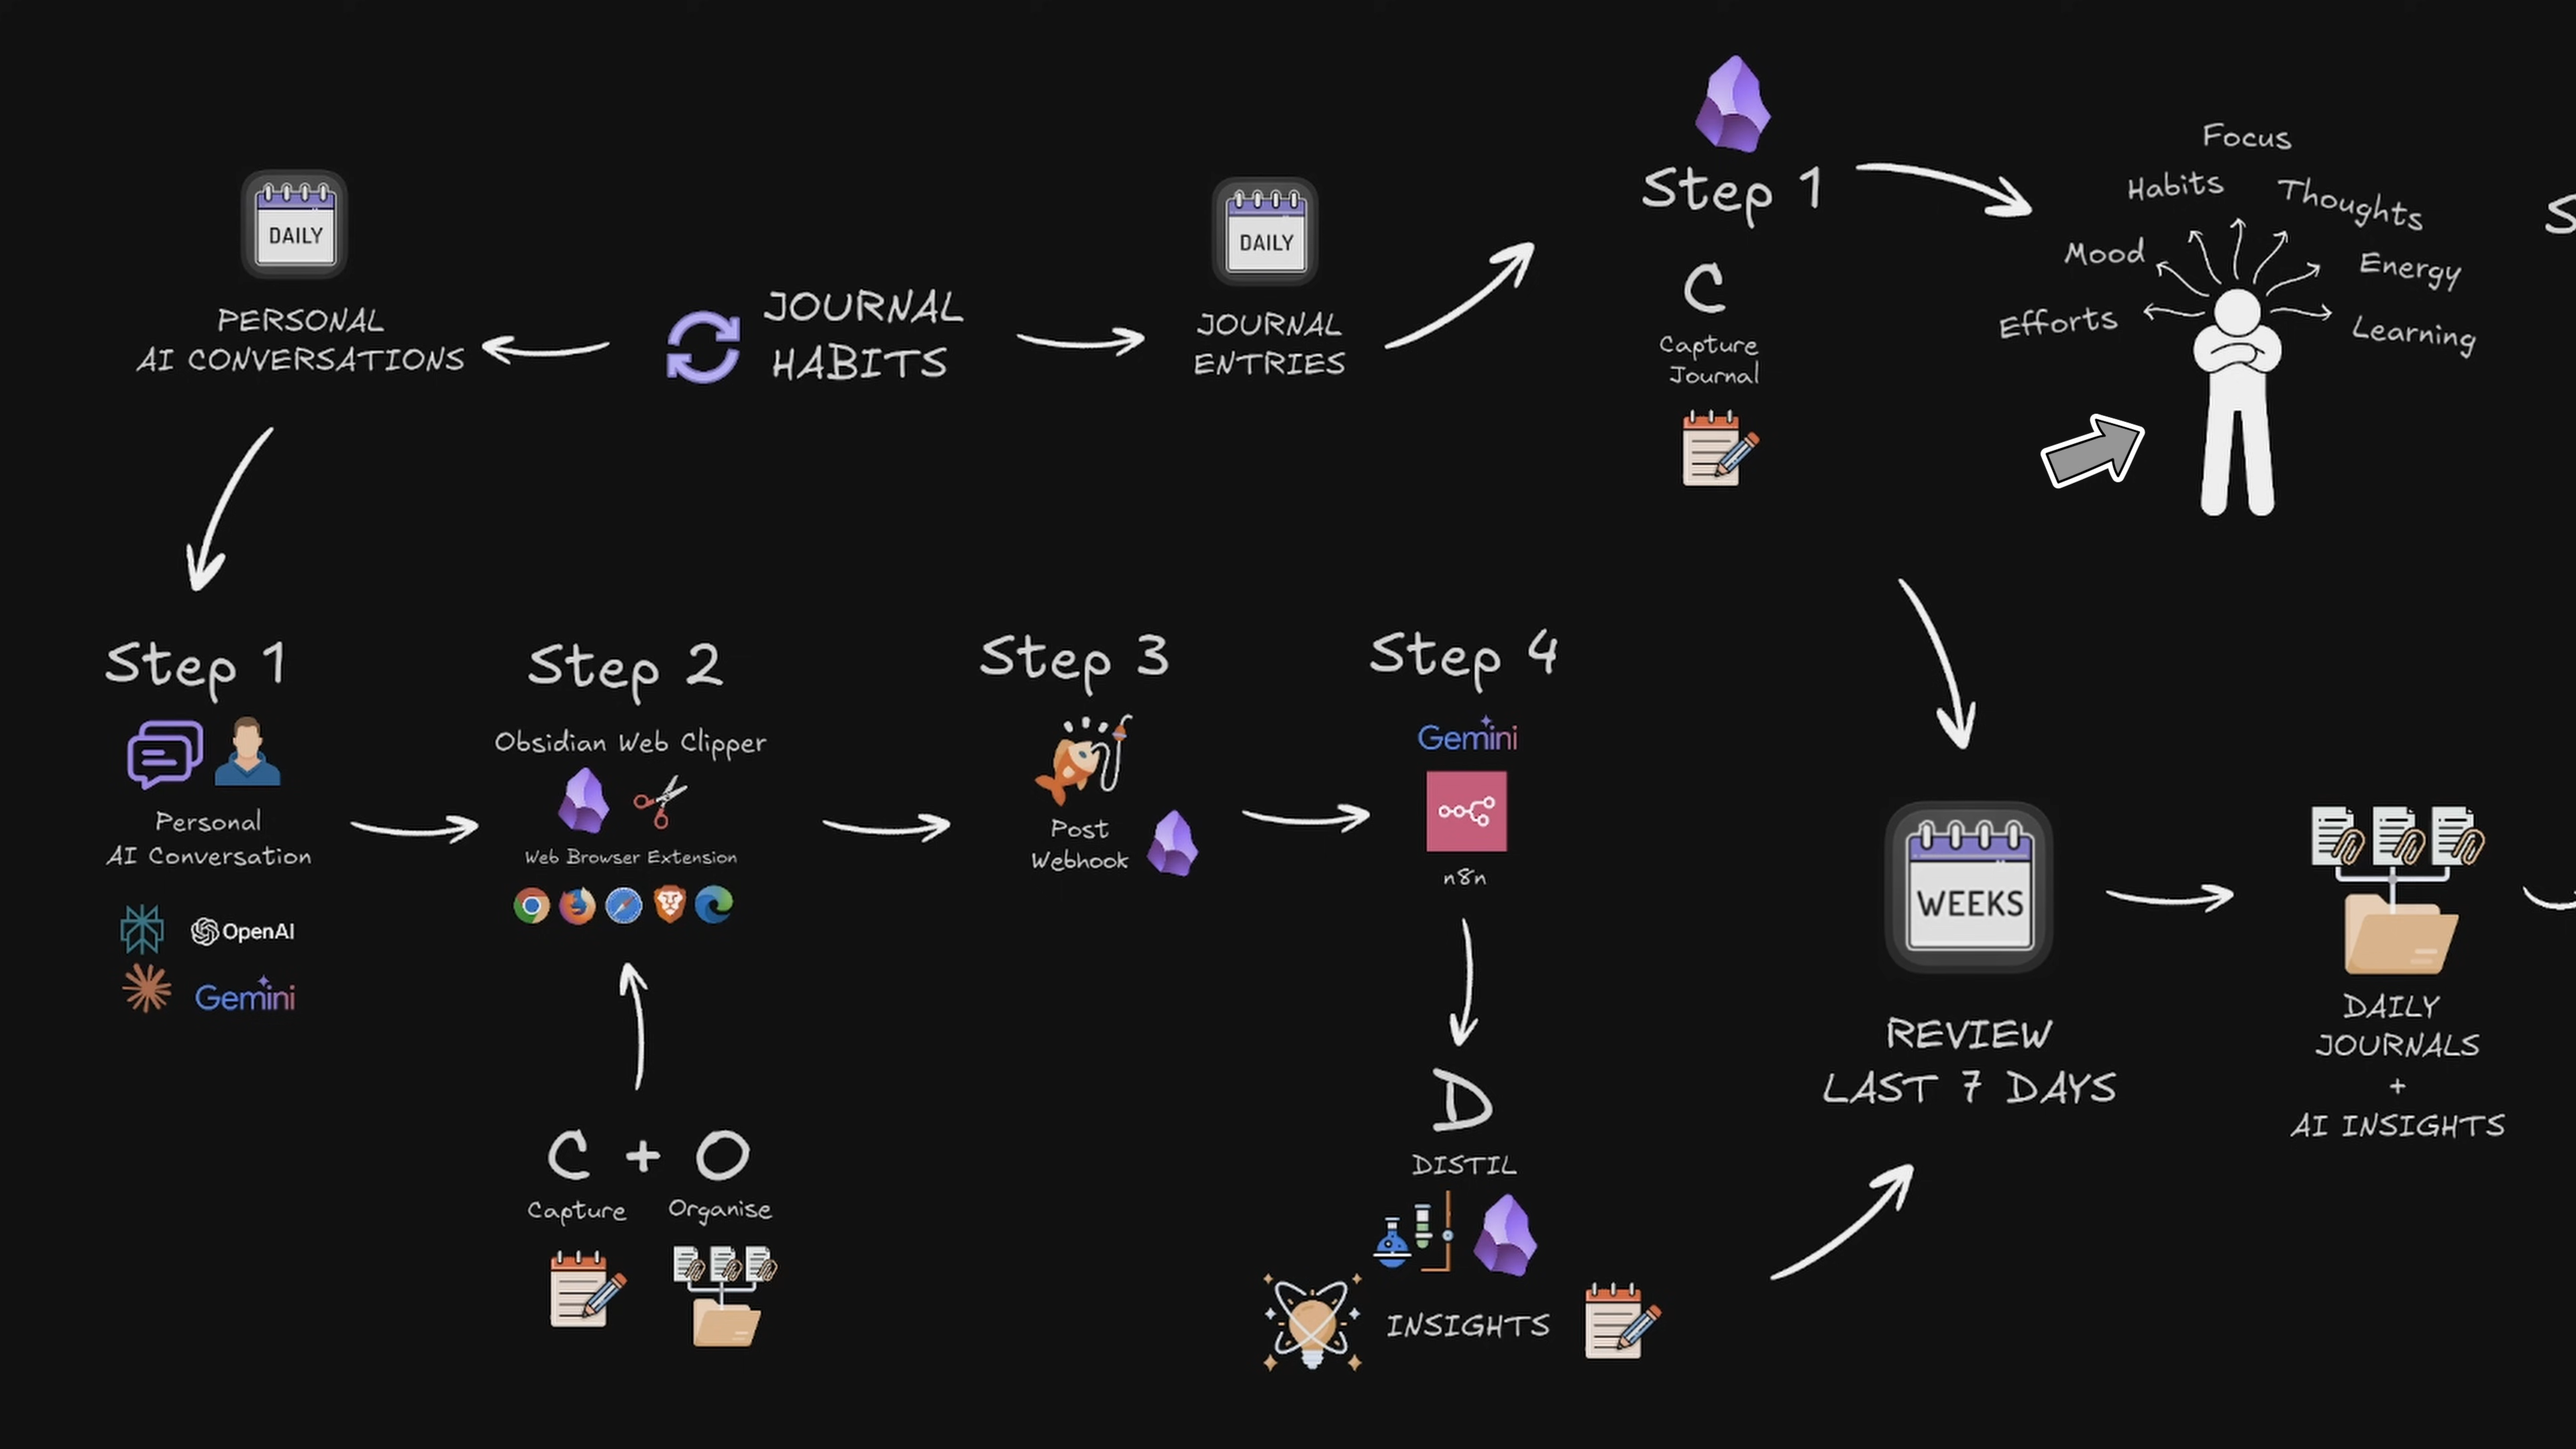 DAILY
PERSONAL
AI CONVERSATIONS
JOURNAL
HABITS
DAILY
JOURNAL
ENTRIES
Step 1
C
Capture
Journal
Focus
Habits
Thoughts
Mood
Energy
Efforts
Learning
S
Step 1
Personal
AI Conversation
OpenAI
Gemini
Step 2
Obsidian Web Clipper
Web Browser Extension
C + O
Capture
Organise
Step 3
Post
Webhook
Step 4
Gemini
n8n
D
DISTIL
INSIGHTS
WEEKS
REVIEW
LAST 7 DAYS
DAILY
JOURNALS
+
AI INSIGHTS